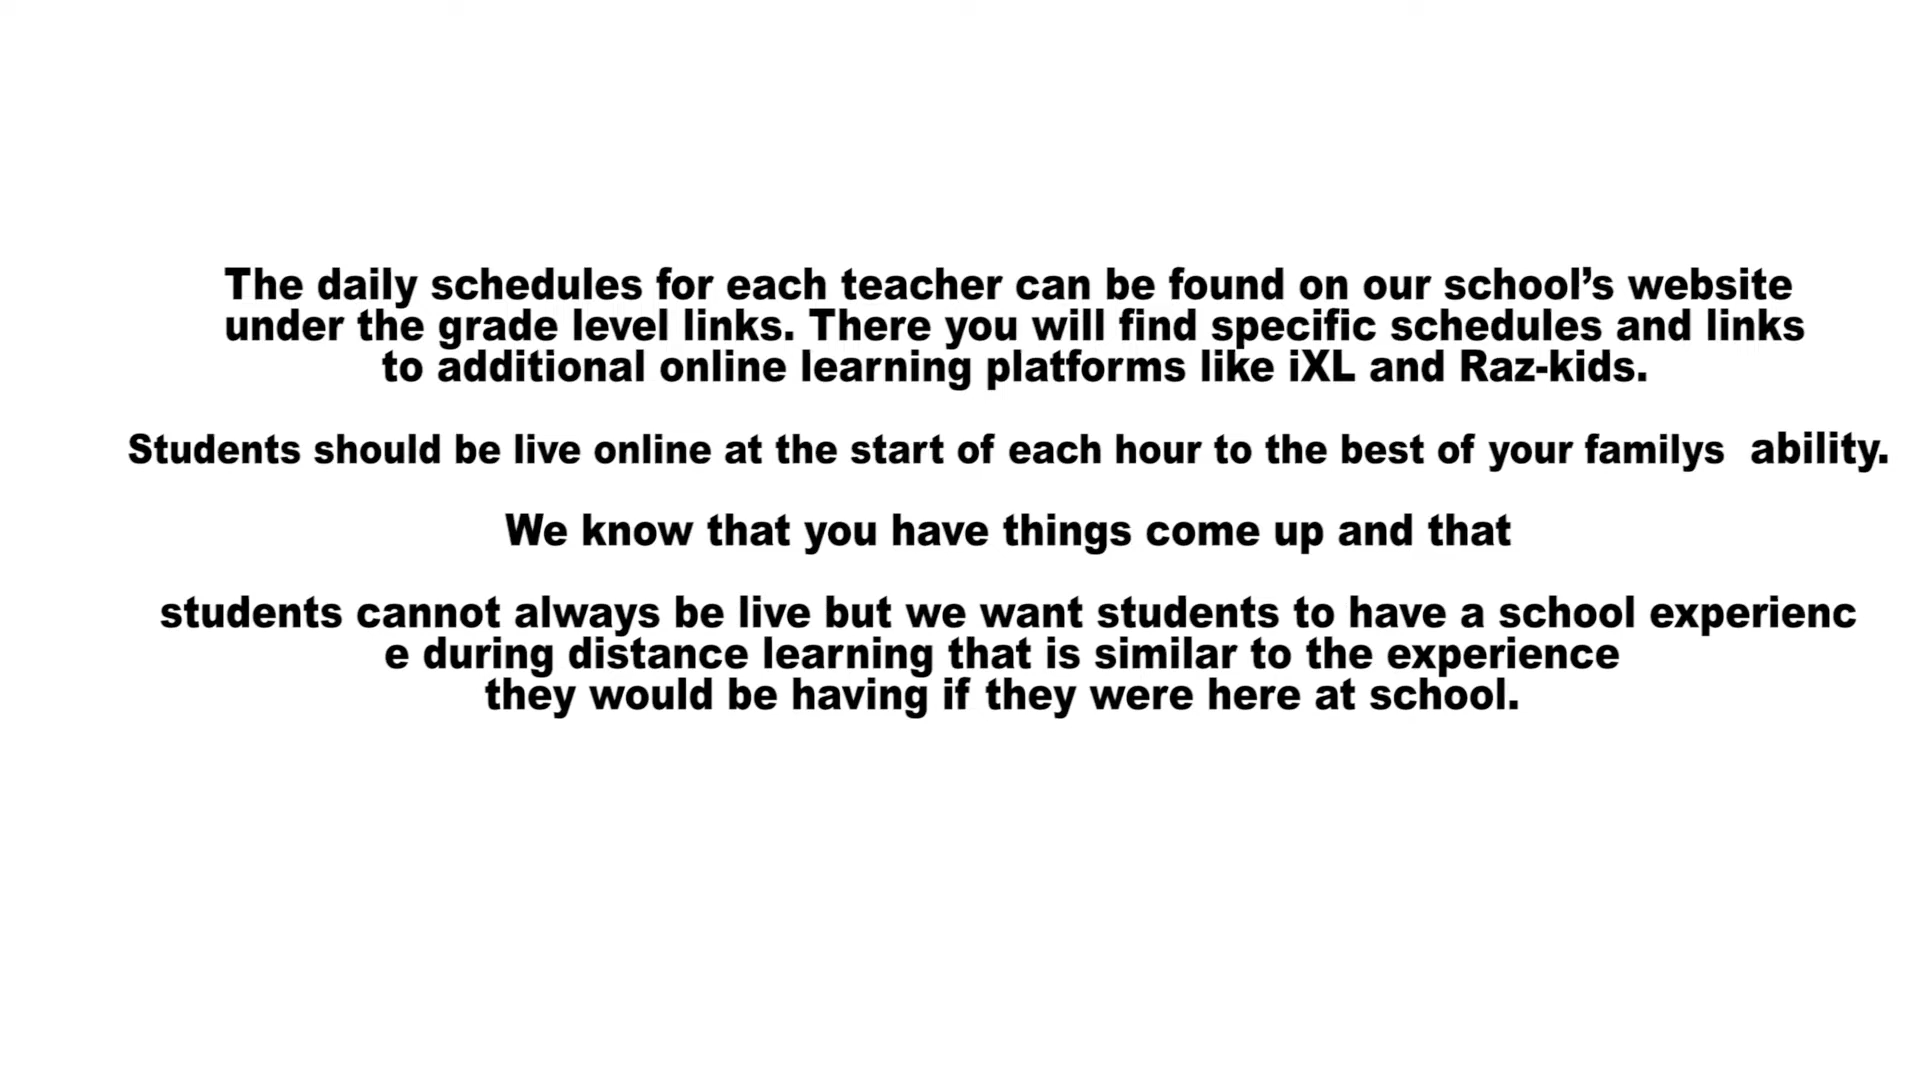 The daily schedules for each teacher can be found on our school’s website
under the grade level links. There you will find specific schedules and links
to additional online learning platforms like iXL and Raz-kids.
Students should be live online at the start of each hour to the best of your familys ability.
We know that you have things come up and that
students cannot always be live but we want students to have a school experienc
e during distance learning that is similar to the experience
they would be having if they were here at school.